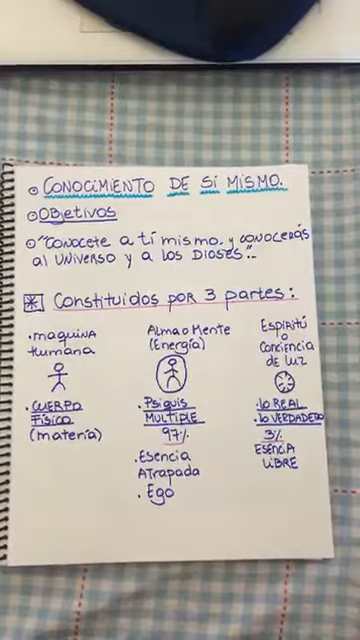 CONOCIMIENTO DE SÍ MISMO.
OBJETIVOS
"CONOCETE a tí mismo. y CONOCERÁS
al UNIVERSO y a LOS DIOSES"..
Constituidos por 3 partes:
.maquina
Humana
.CUERPO
FÍSICO
(materia)
Alma o Mente
(Energía)
.Psiquis
MULTIPLE
97%
.Esencia
ATrapada
.Ego
Espiritú
o
Conciencia
de luz
.lo REAL
.lo VERDADERO
3%
ESENCIA
LIBRE